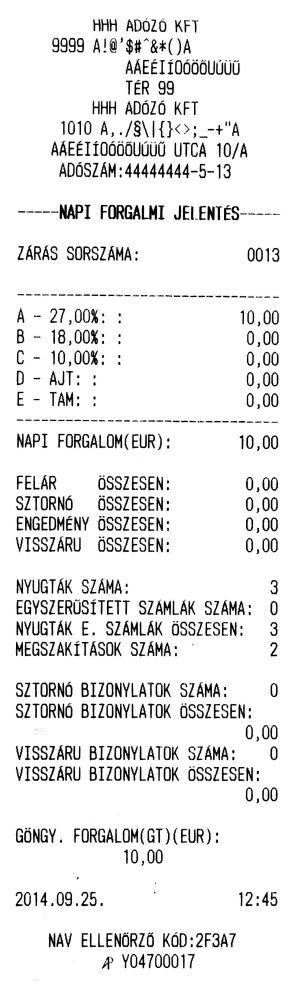 HHH ADÓZÓ KFT
9999 A!@'$#^&*()A
AÁEÉIÍOÓÖŐUÚÜŰ
TÉR 99
HHH ADÓZÓ KFT
1010 A,./§\|{}<>;_-+"A
AÁEÉIÍOÓÖŐUÚÜŰ UTCA 10/A
ADÓSZÁM:44444444-5-13
-----NAPI FORGALMI JELENTÉS-----
ZÁRÁS SORSZÁMA: 0013
--------------------------------
A - 27,00%: : 10,00
B - 18,00%: : 0,00
C - 10,00%: : 0,00
D - AJT: : 0,00
E - TAM: : 0,00
--------------------------------
NAPI FORGALOM(EUR): 10,00
FELÁR ÖSSZESEN: 0,00
SZTORNÓ ÖSSZESEN: 0,00
ENGEDMÉNY ÖSSZESEN: 0,00
VISSZÁRU ÖSSZESEN: 0,00
NYUGTÁK SZÁMA: 3
EGYSZERŰSÍTETT SZÁMLÁK SZÁMA: 0
NYUGTÁK E. SZÁMLÁK ÖSSZESEN: 3
MEGSZAKÍTÁSOK SZÁMA: 2
SZTORNÓ BIZONYLATOK SZÁMA: 0
SZTORNÓ BIZONYLATOK ÖSSZESEN:
0,00
VISSZÁRU BIZONYLATOK SZÁMA: 0
VISSZÁRU BIZONYLATOK ÖSSZESEN:
0,00
GÖNGY. FORGALOM(GT)(EUR):
10,00
2014.09.25. 12:45
NAV ELLENŐRZŐ KÓD:2F3A7
AP Y04700017